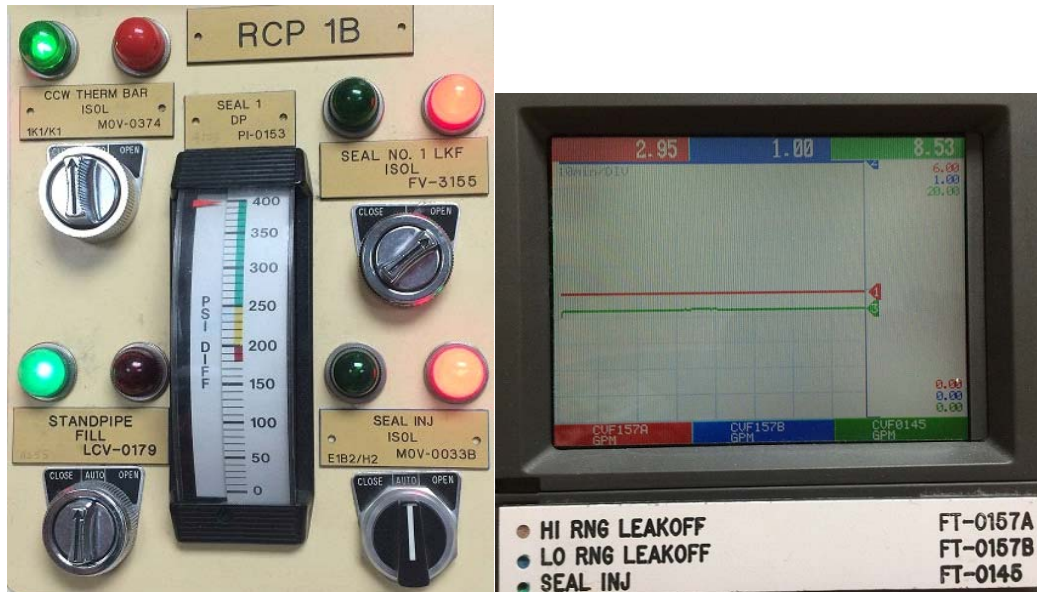 RCP 1B
CCW THERM BAR
ISOL
1K1/K1 MOV-0374
OPEN
SEAL 1
DP
PI-0153
SEAL NO. 1 LKF
ISOL
FV-3155
CLOSE OPEN
400
350
300
250
200
150
100
50
0
PSI DIFF
STANDPIPE
FILL
LCV-0179
CLOSE AUTO OPEN
SEAL INJ
ISOL
E1B2/H2 MOV-0033B
CLOSE AUTO OPEN
2.95 1.00 8.53
10min/DIV
2
6.00
1.00
20.00
1
3
0.00
0.00
0.00
CVF157A
GPM
CVF157B
GPM
CVF0145
GPM
HI RNG LEAKOFF FT-0157A
LO RNG LEAKOFF FT-0157B
SEAL INJ FT-0145